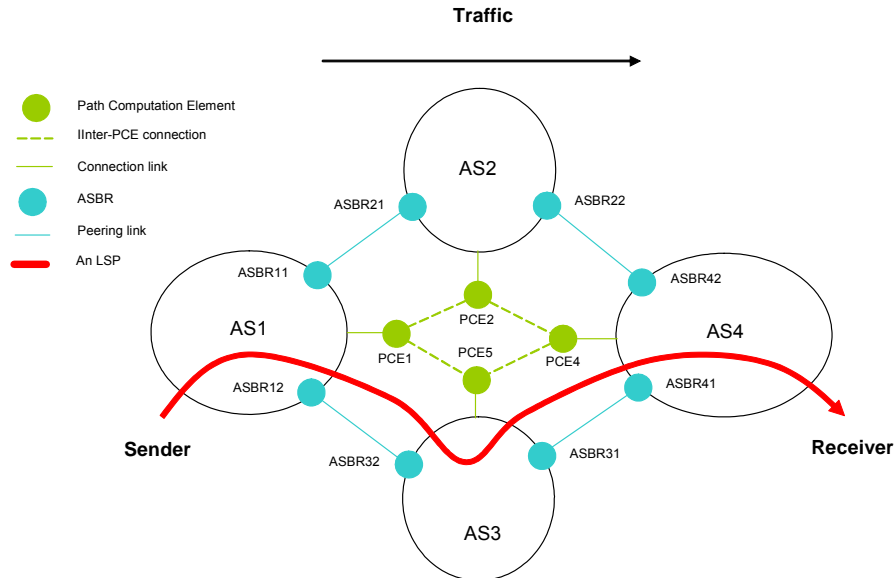 Traffic
Path Computation Element
IInter-PCE connection
Connection link
ASBR
Peering link
An LSP
AS2
ASBR21
ASBR22
ASBR11
ASBR42
AS1
PCE2
AS4
PCE1
PCE5
PCE4
ASBR12
ASBR41
Sender
ASBR32
ASBR31
Receiver
AS3